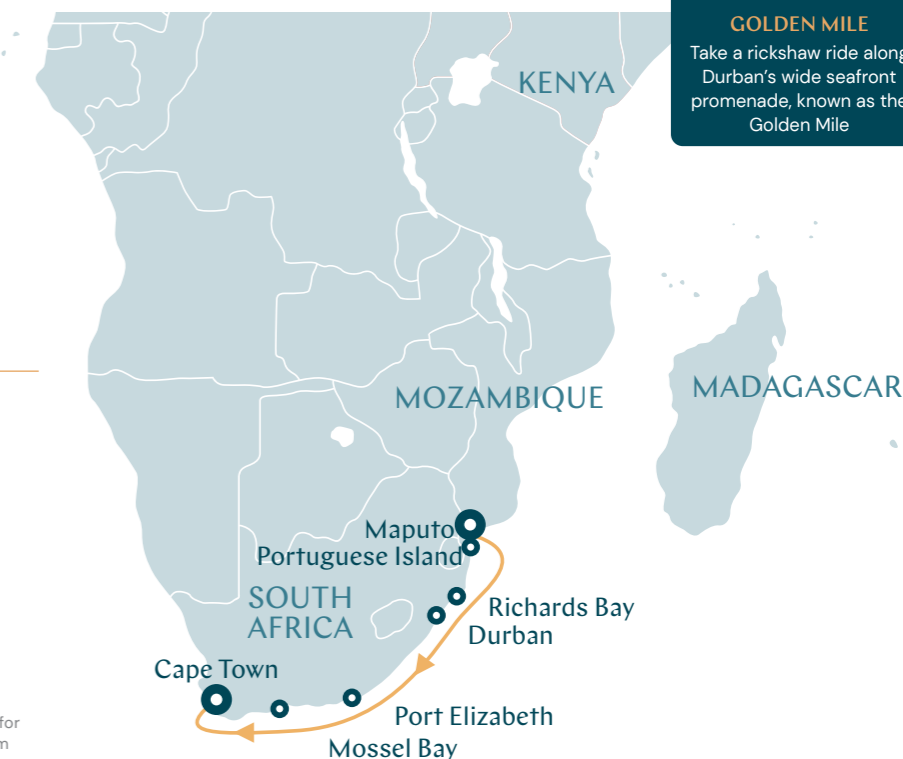 GOLDEN MILE
Take a rickshaw ride along
Durban's wide seafront
promenade, known as the
Golden Mile
KENYA
MADAGASCAR
MOZAMBIQUE
Maputo
Portuguese Island
SOUTH
AFRICA
Richards Bay
Durban
Cape Town
Port Elizabeth
Mossel Bay
for